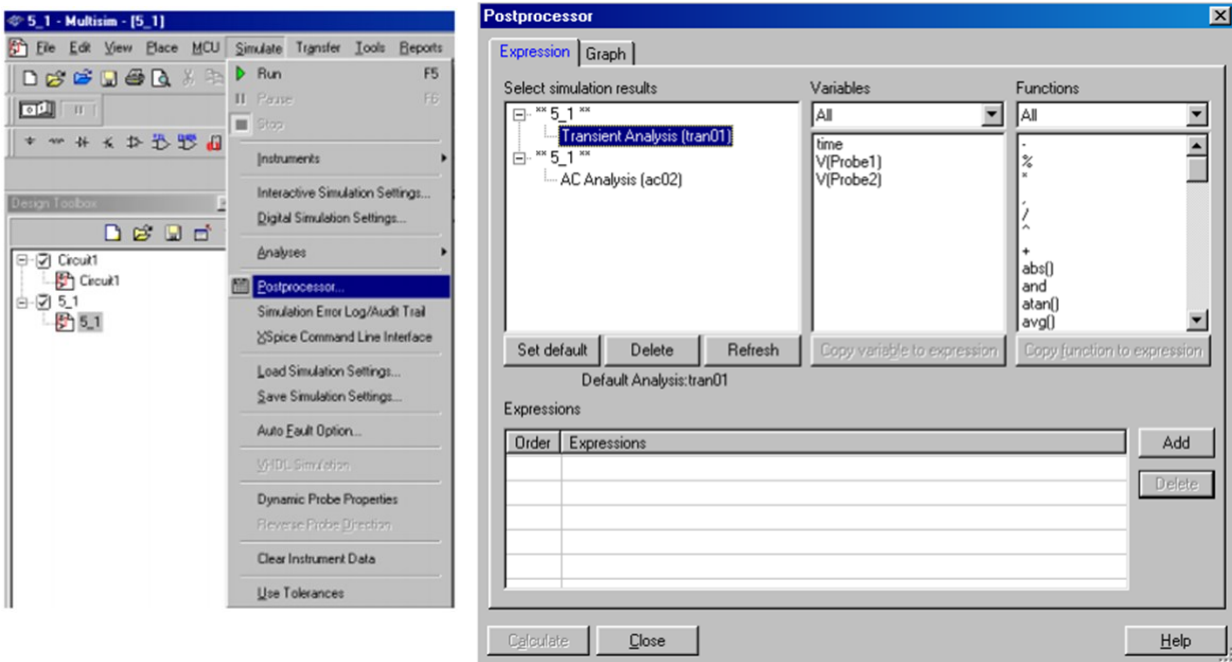 5_1 - Multisim - [5_1]
File Edit View Place MCU Simulate Transfer Tools Reports
Run F5
Pause F6
Stop
Instruments
Interactive Simulation Settings...
Digital Simulation Settings...
Analyses
Postprocessor...
Simulation Error Log/Audit Trail
XSpice Command Line Interface
Load Simulation Settings...
Save Simulation Settings...
Auto Fault Option...
VHDL Simulation
Dynamic Probe Properties
Reverse Probe Direction
Clear Instrument Data
Use Tolerances
Design Toolbox
Circuit1
Circuit1
5_1
5_1
Postprocessor
Expression Graph
Select simulation results
** 5_1 **
Transient Analysis (tran01)
** 5_1 **
AC Analysis (ac02)
Set default Delete Refresh
Default Analysis:tran01
Variables
All
time
V(Probe1)
V(Probe2)
Copy variable to expression
Functions
All
-
%
*
,
/
^
+
abs()
and
atan()
avg()
Copy function to expression
Expressions
Order Expressions
Add
Delete
Calculate Close Help